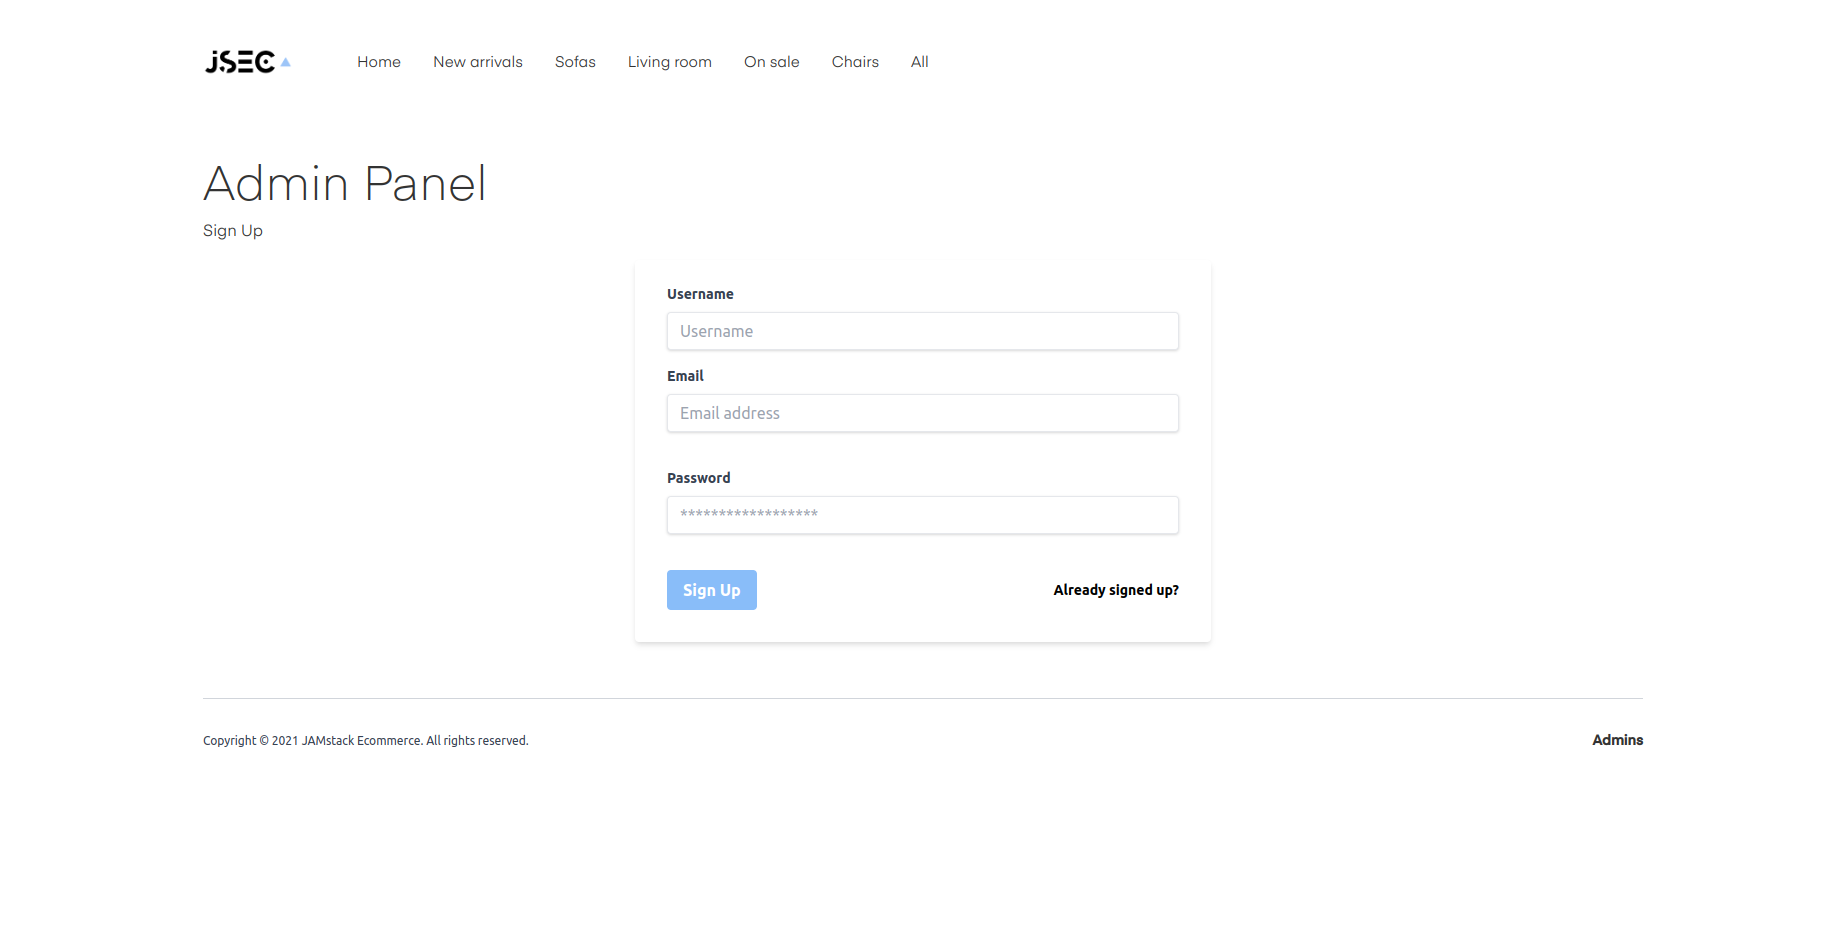 jSEC
Home New arrivals Sofas Living room On sale Chairs All
Admin Panel
Sign Up
Username
Username
Email
Email address
Password
******************
Sign Up Already signed up?
Copyright © 2021 JAMstack Ecommerce. All rights reserved. Admins